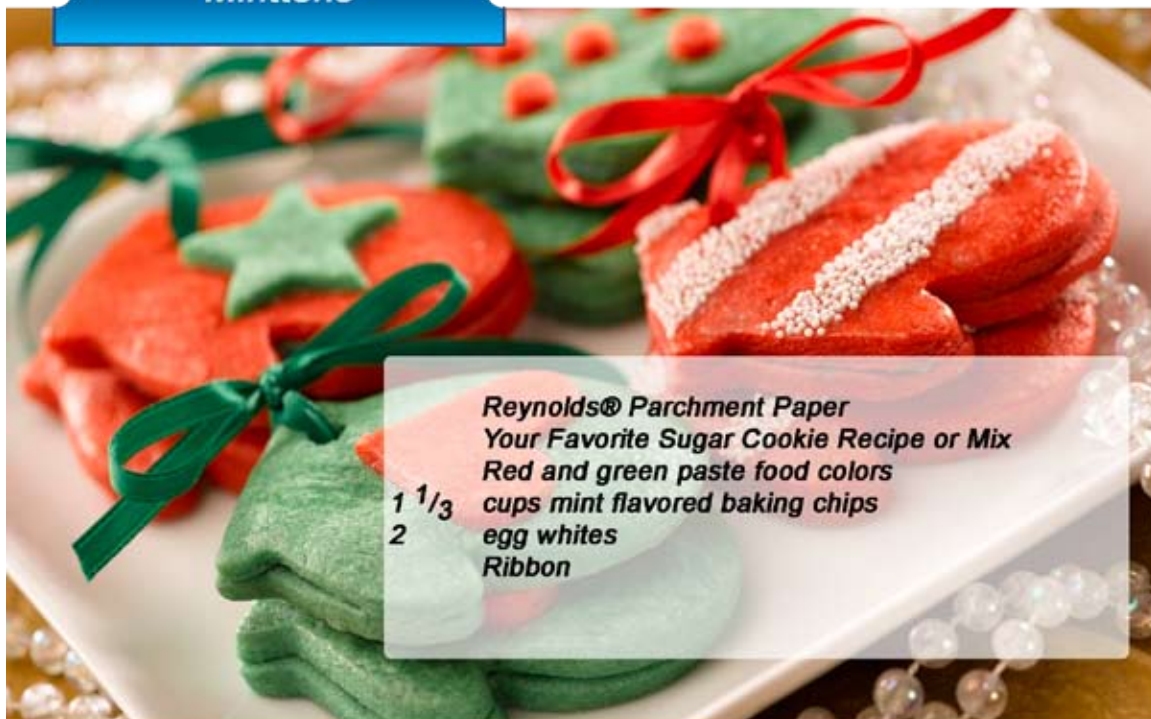 Reynolds® Parchment Paper
Your Favorite Sugar Cookie Recipe or Mix
Red and green paste food colors
1 1/3 cups mint flavored baking chips
2 egg whites
Ribbon